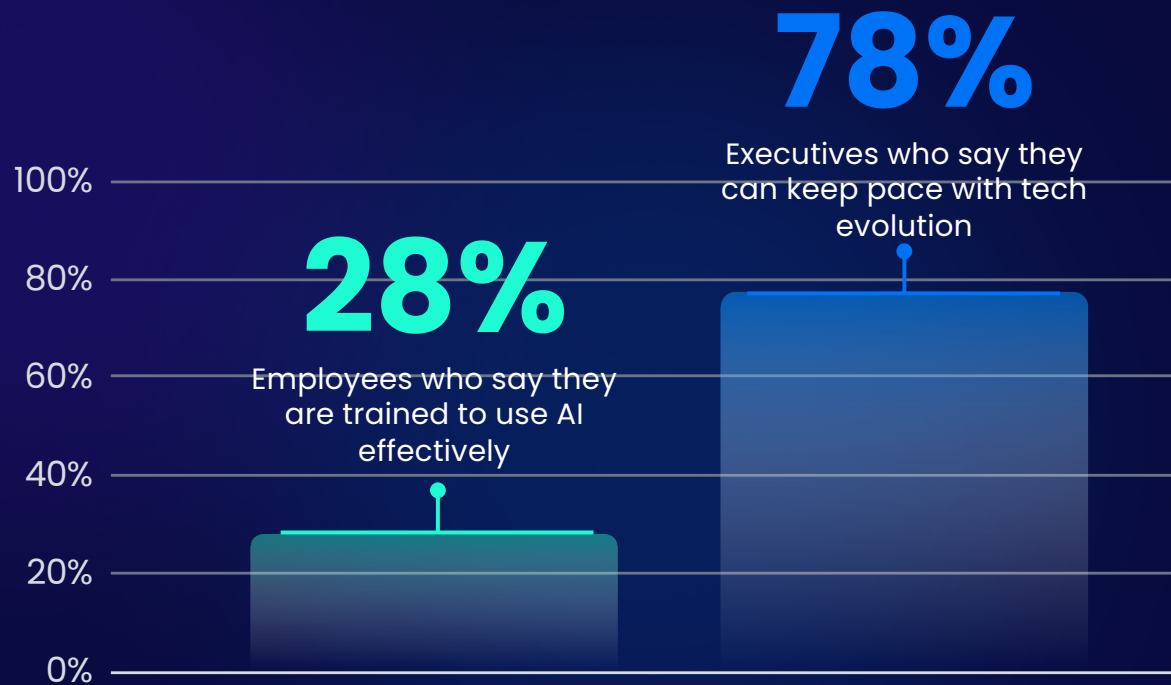 78%
Executives who say they
can keep pace with tech
evolution
100%
28%
80%
Employees who say they
are trained to use AI
effectively
60%
40%
20%
0%